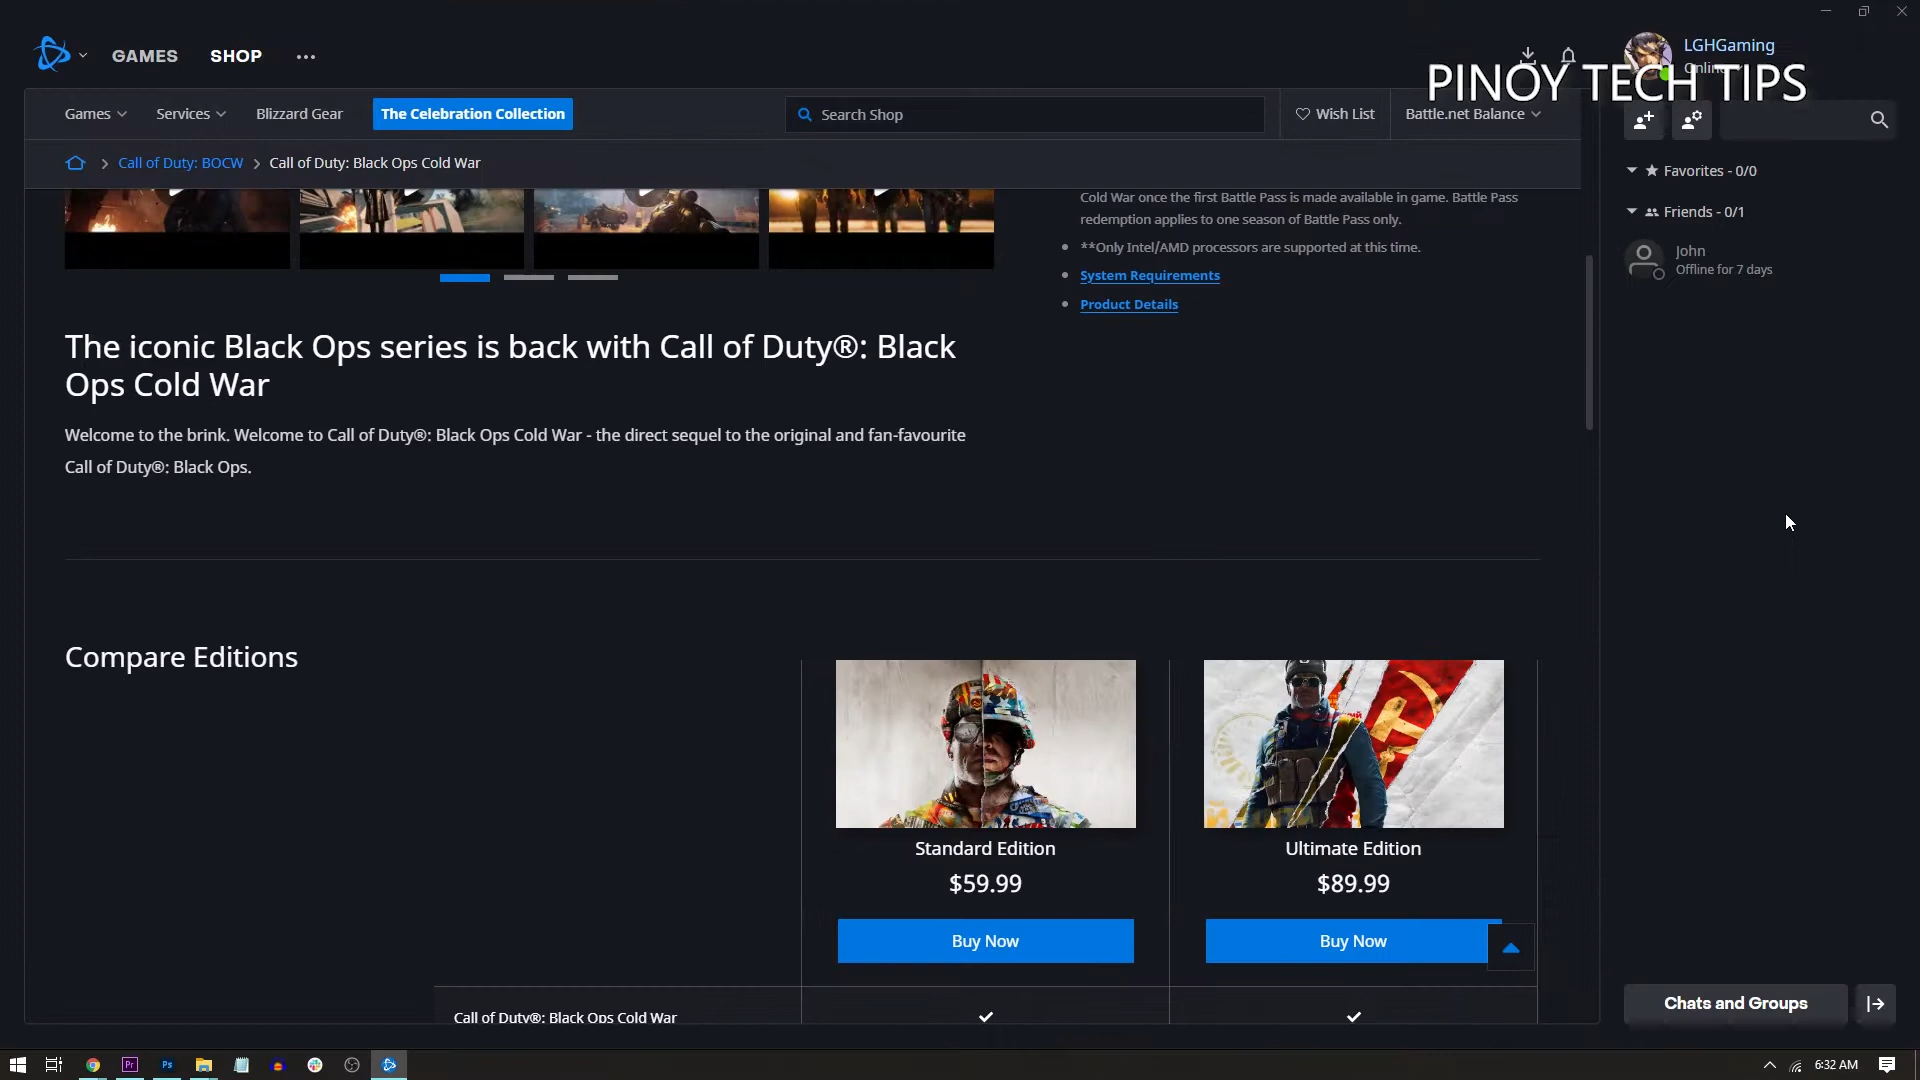 GAMES
SHOP
LGHGaming
PINOY TECH TIPS
Games
Services
Blizzard Gear
The Celebration Collection
Search Shop
Wish List
Battle.net Balance
Call of Duty: BOCW
Call of Duty: Black Ops Cold War
Favorites - 0/0
Friends - 0/1
John
Offline for 7 days
Cold War once the first Battle Pass is made available in game. Battle Pass
redemption applies to one season of Battle Pass only.
**Only Intel/AMD processors are supported at this time.
System Requirements
Product Details
The iconic Black Ops series is back with Call of Duty®: Black
Ops Cold War
Welcome to the brink. Welcome to Call of Duty®: Black Ops Cold War - the direct sequel to the original and fan-favourite
Call of Duty®: Black Ops.
Compare Editions
Standard Edition
Ultimate Edition
$59.99
$89.99
Buy Now
Buy Now
Call of Duty®: Black Ops Cold War
Chats and Groups
Pr
Ps
6:32 AM